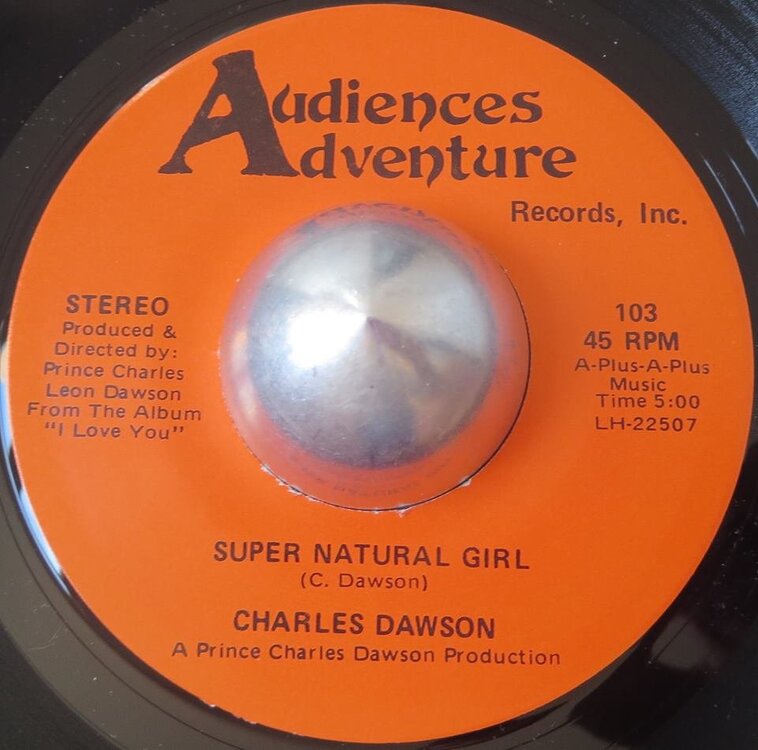 Audiences
Adventure
Records, Inc.
STEREO
Produced &
Directed by:
Prince Charles
Leon Dawson
From The Album
"I Love You"
103
45 RPM
A-Plus-A-Plus
Music
Time 5:00
LH-22507
SUPER NATURAL GIRL
(C. Dawson)
CHARLES DAWSON
A Prince Charles Dawson Production